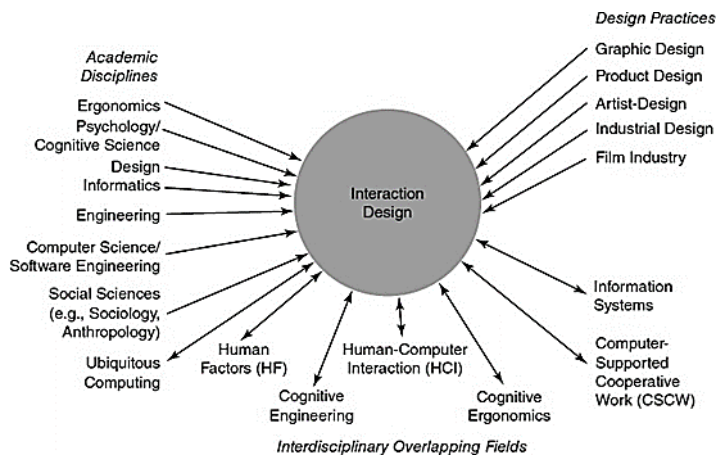 Design Practices
Graphic Design
Product Design
Artist-Design
Industrial Design
Film Industry
Academic
Disciplines
Ergonomics
Psychology/
Cognitive Science
Design
Informatics
Engineering
Computer Science/
Software Engineering
Social Sciences
(e.g., Sociology,
Anthropology)
Ubiquitous
Computing
Interaction
Design
Human
Factors (HF)
Cognitive
Engineering
Human-Computer
Interaction (HCI)
Cognitive
Ergonomics
Information
Systems
Computer-
Supported
Cooperative
Work (CSCW)
Interdisciplinary Overlapping Fields